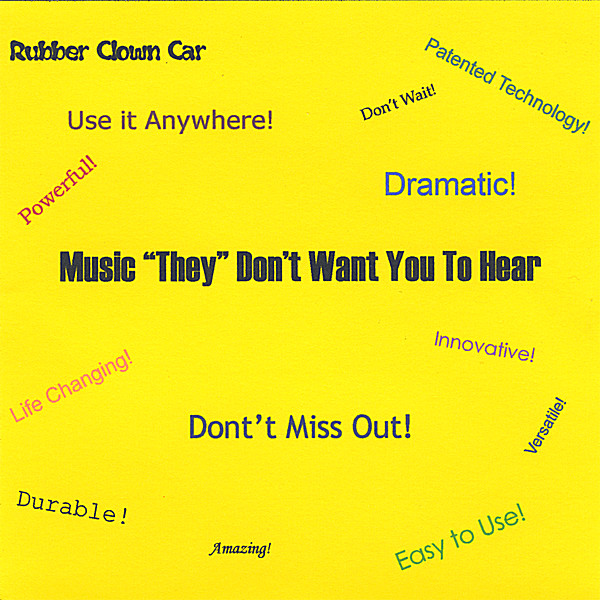 Rubber Clown Car
Patented Technology!
Don't Wait!
Use it Anywhere!
Powerful!
Dramatic!
Music “They” Don't Want You To Hear
Innovative!
Life Changing!
Versatile!
Dont't Miss Out!
Durable!
Easy to Use!
Amazing!